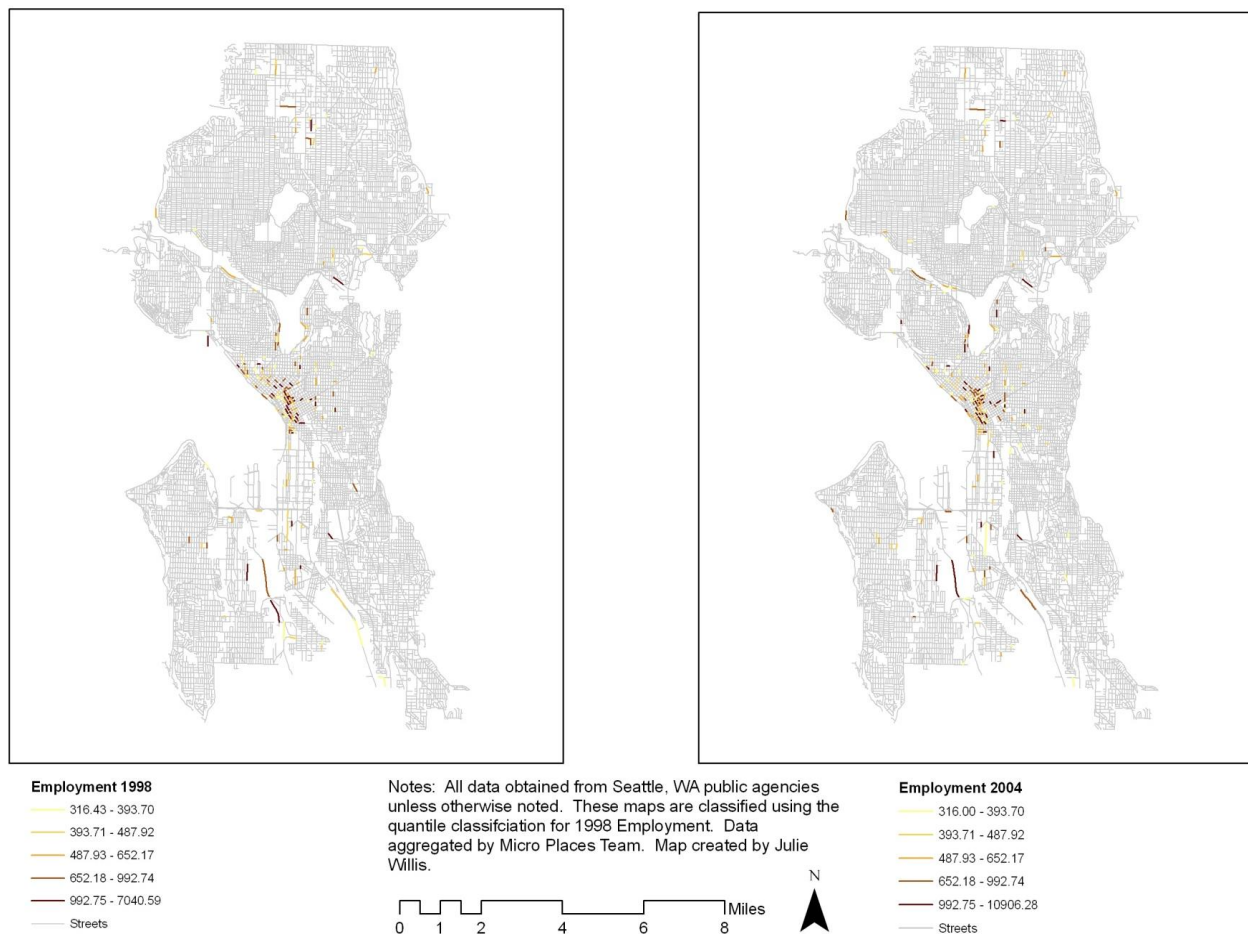 Employment 1998
316.43 - 393.70
393.71 - 487.92
487.93 - 652.17
652.18 - 992.74
992.75 - 7040.59
Streets
Notes: All data obtained from Seattle, WA public agencies
unless otherwise noted. These maps are classified using the
quantile classifciation for 1998 Employment. Data
aggregated by Micro Places Team. Map created by Julie
Willis.
N
Miles
0 1 2 4 6 8
Employment 2004
316.00 - 393.70
393.71 - 487.92
487.93 - 652.17
652.18 - 992.74
992.75 - 10906.28
Streets